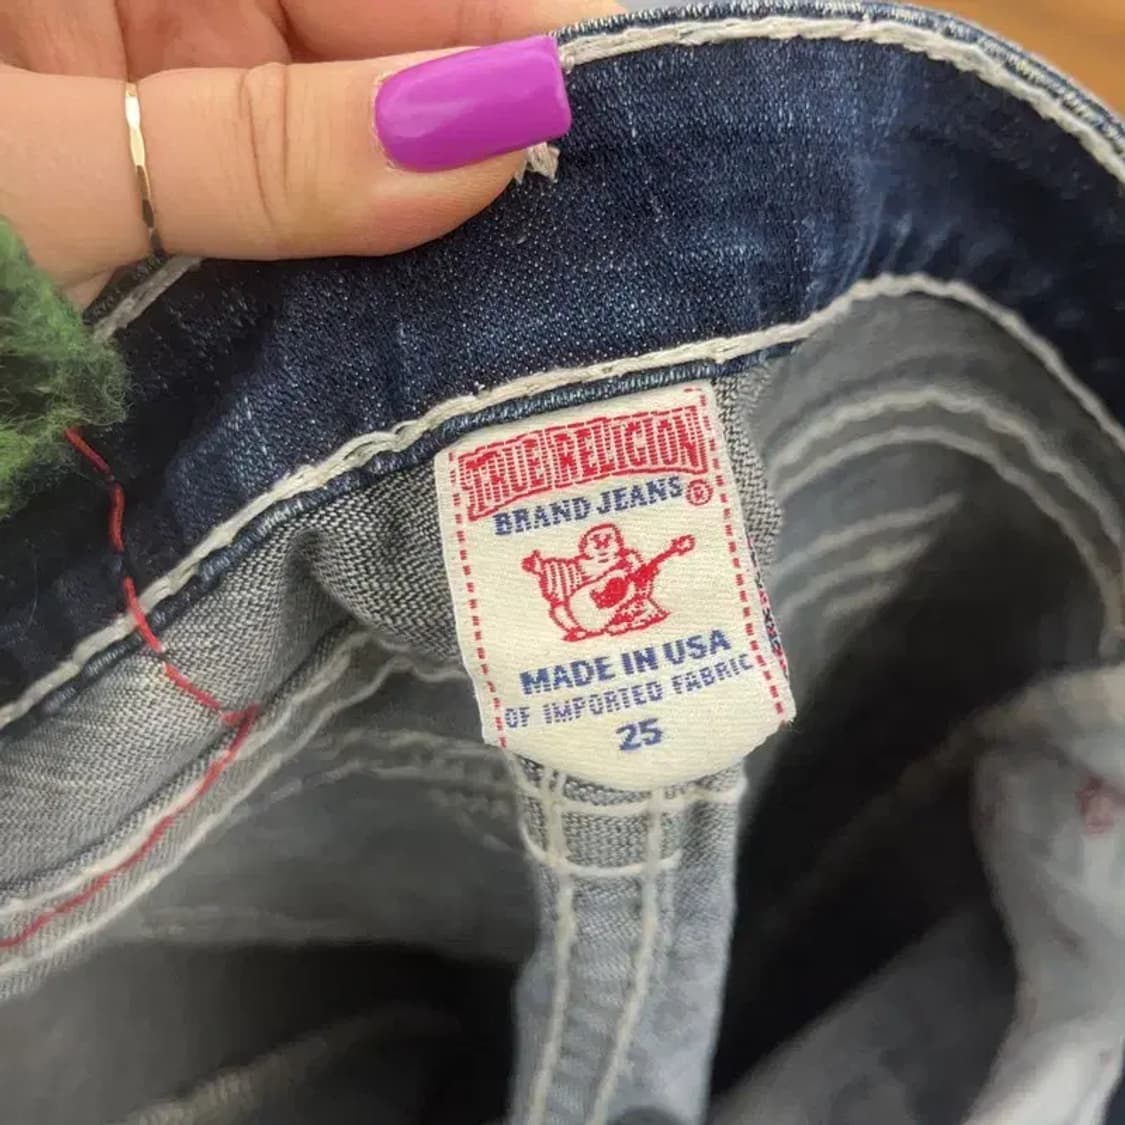 TRUE RELIGION
BRAND JEANS®
MADE IN USA
OF IMPORTED FABRIC
25